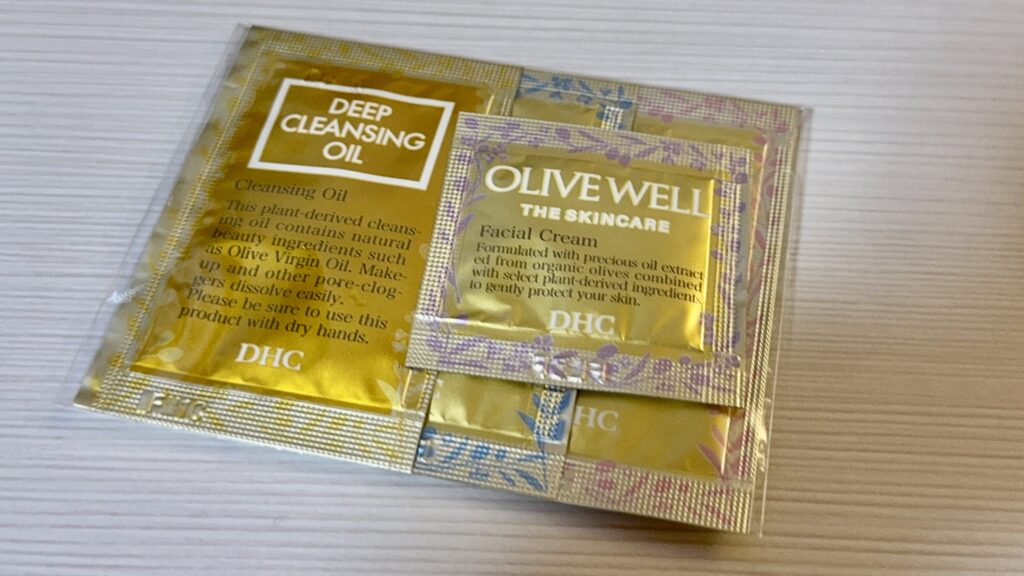 DEEP
CLEANSING
OIL
Cleansing Oil
This plant-derived cleans-
ing oil contains natural
beauty ingredients such
as Olive Virgin Oil. Make-
up and other pore-clog-
gers dissolve easily.
Please be sure to use this
product with dry hands.
DHC
OLIVE WELL
THE SKINCARE
Facial Cream
Formulated with precious oil extract
ed from organic olives combined
with select plant-derived ingredients
to gently protect your skin.
DHC
HC